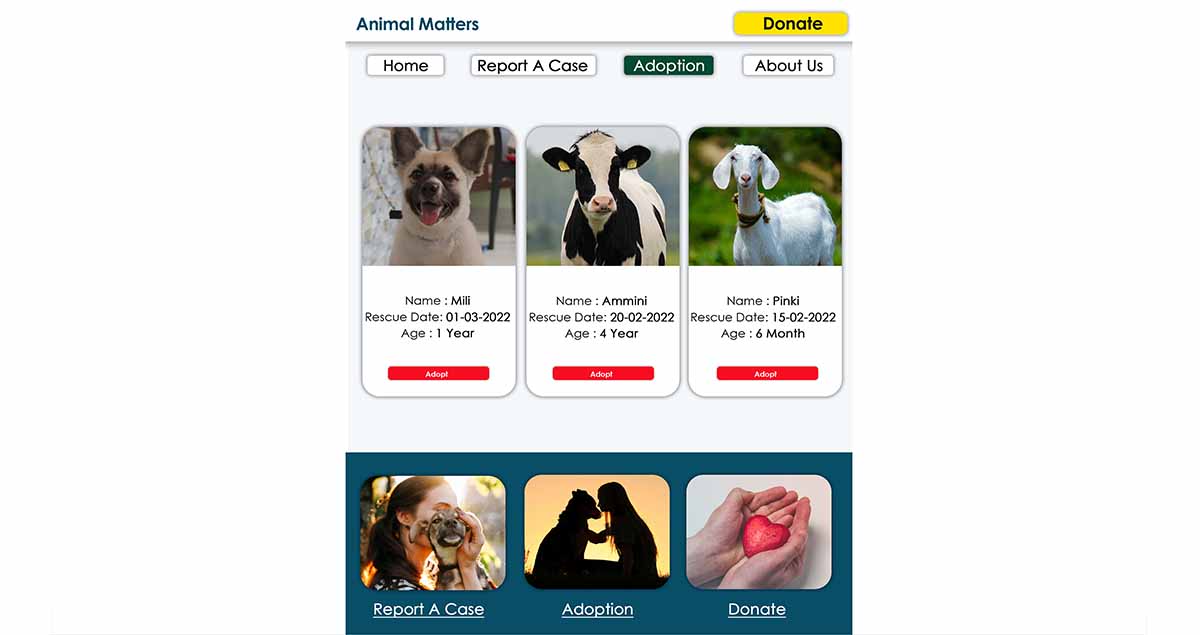 Animal Matters
Donate
Home
Report A Case
Adoption
About Us
Name : Mili
Rescue Date: 01-03-2022
Age : 1 Year
Adopt
Name : Ammini
Rescue Date: 20-02-2022
Age : 4 Year
Adopt
Name : Pinki
Rescue Date: 15-02-2022
Age : 6 Month
Adopt
Report A Case
Adoption
Donate